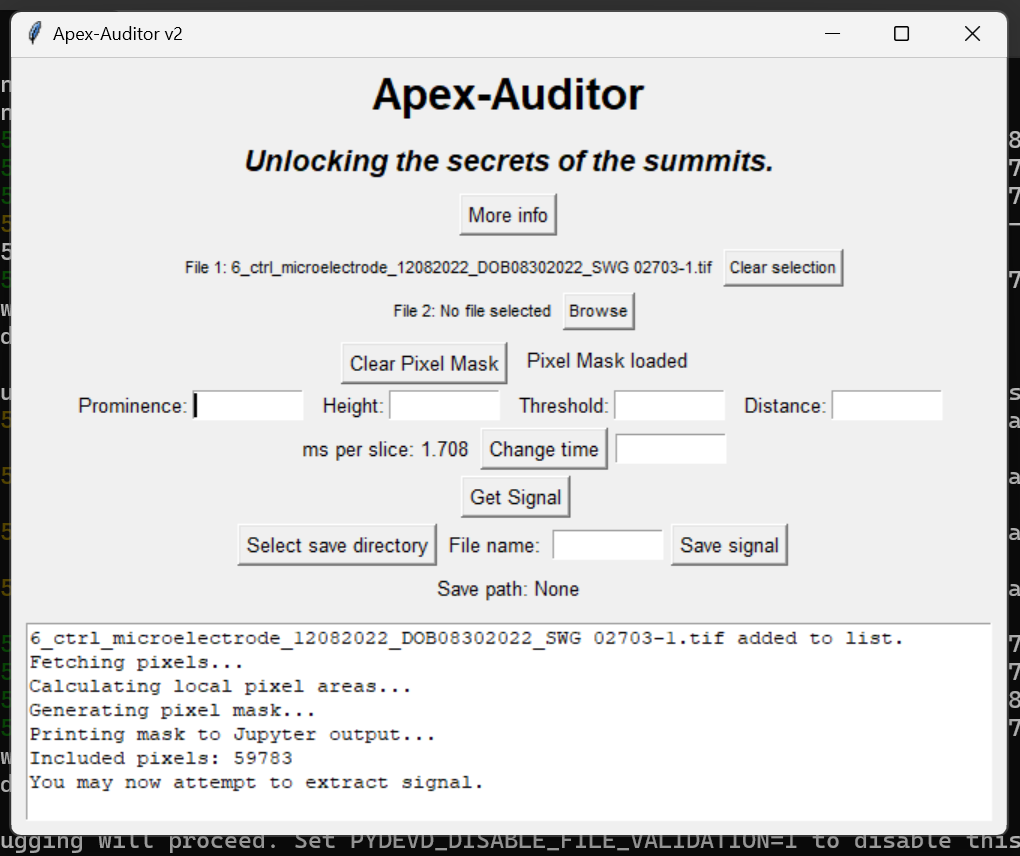 Apex-Auditor v2
Apex-Auditor
Unlocking the secrets of the summits.
More info
File 1: 6_ctrl_microelectrode_12082022_DOB08302022_SWG 02703-1.tif Clear selection
File 2: No file selected Browse
Clear Pixel Mask Pixel Mask loaded
Prominence: Height: Threshold: Distance:
ms per slice: 1.708 Change time
Get Signal
Select save directory File name: Save signal
Save path: None
6_ctrl_microelectrode_12082022_DOB08302022_SWG 02703-1.tif added to list.
Fetching pixels...
Calculating local pixel areas...
Generating pixel mask...
Printing mask to Jupyter output...
Included pixels: 59783
You may now attempt to extract signal.
ugging will proceed. Set PYDEVD_DISABLE_FILE_VALIDATION=1 to disable this